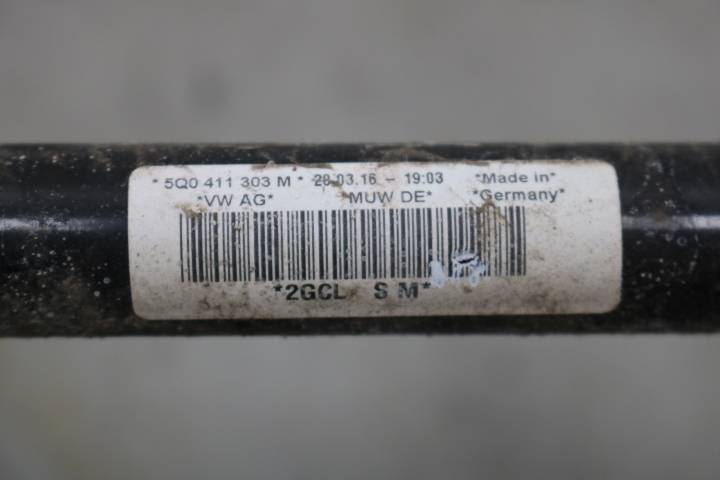 * 5Q0 411 303 M * 28.03.16 - 19:03 *Made in*
*VW AG* MUW DE* *Germany*
*2GCL S M*